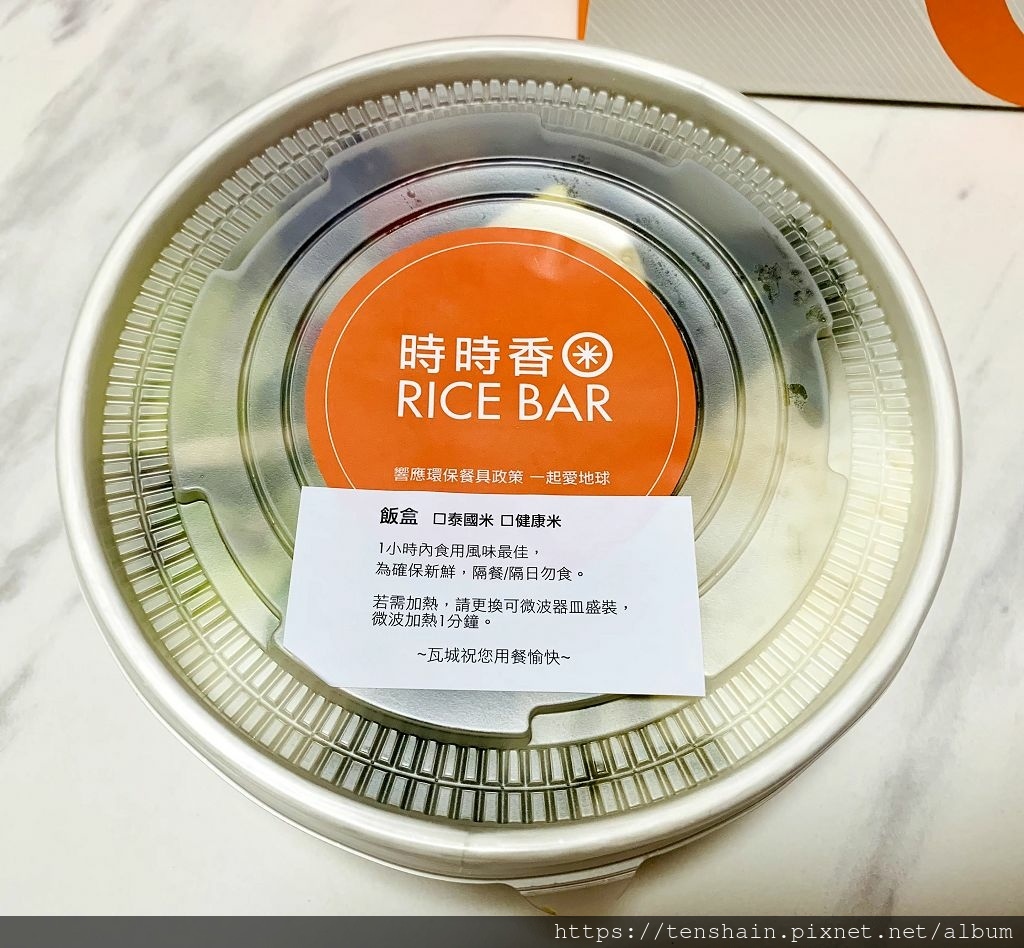 時時香
RICE BAR
響應環保餐具政策 一起愛地球
飯盒 □泰國米 □健康米
1小時內食用風味最佳，
為確保新鮮，隔餐/隔日勿食。
若需加熱，請更換可微波器皿盛裝，
微波加熱1分鐘。
~瓦城祝您用餐愉快~
https://tenshain.pixnet.net/album